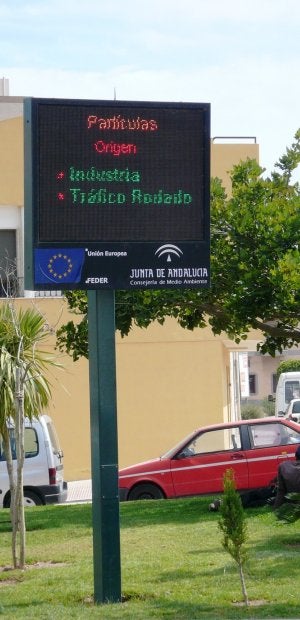 Partículas
Origen
* Industria
* Tráfico Rodado
Unión Europea
FEDER
JUNTA DE ANDALUCIA
Consejería de Medio Ambiente